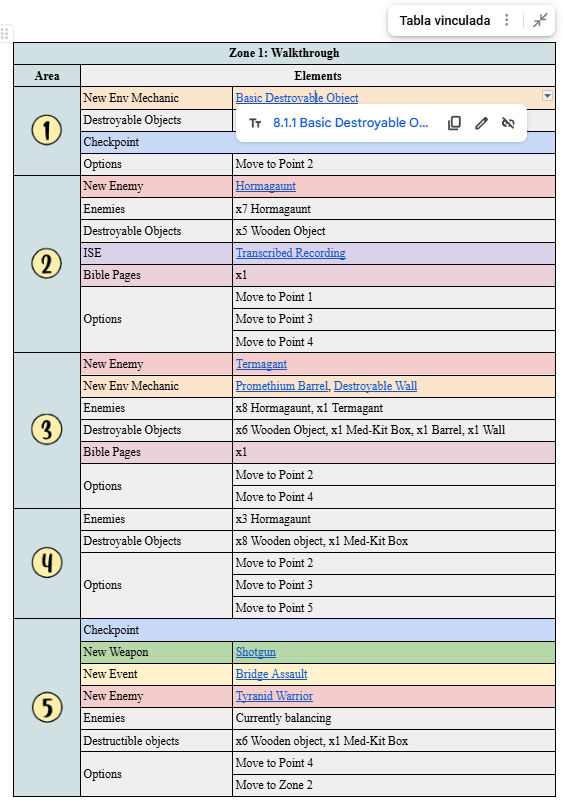 Tabla vinculada
Zone 1: Walkthrough
Area Elements
1
New Env Mechanic Basic Destroyable Object
Destroyable Objects
Tт 8.1.1 Basic Destroyable O...
Checkpoint
Options Move to Point 2
2
New Enemy Hormagaunt
Enemies x7 Hormagaunt
Destroyable Objects x5 Wooden Object
ISE Transcribed Recording
Bible Pages x1
Options
Move to Point 1
Move to Point 3
Move to Point 4
3
New Enemy Termagant
New Env Mechanic Promethium Barrel, Destroyable Wall
Enemies x8 Hormagaunt, x1 Termagant
Destroyable Objects x6 Wooden Object, x1 Med-Kit Box, x1 Barrel, x1 Wall
Bible Pages x1
Options
Move to Point 2
Move to Point 4
4
Enemies x3 Hormagaunt
Destroyable Objects x8 Wooden object, x1 Med-Kit Box
Options
Move to Point 2
Move to Point 3
Move to Point 5
5
Checkpoint
New Weapon Shotgun
New Event Bridge Assault
New Enemy Tyranid Warrior
Enemies Currently balancing
Destructible objects x6 Wooden object, x1 Med-Kit Box
Options
Move to Point 4
Move to Zone 2